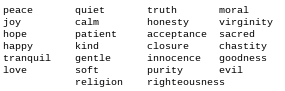 peace quiet truth moral
joy calm honesty virginity
hope patient acceptance sacred
happy kind closure chastity
tranquil gentle innocence goodness
love soft purity evil
religion righteousness